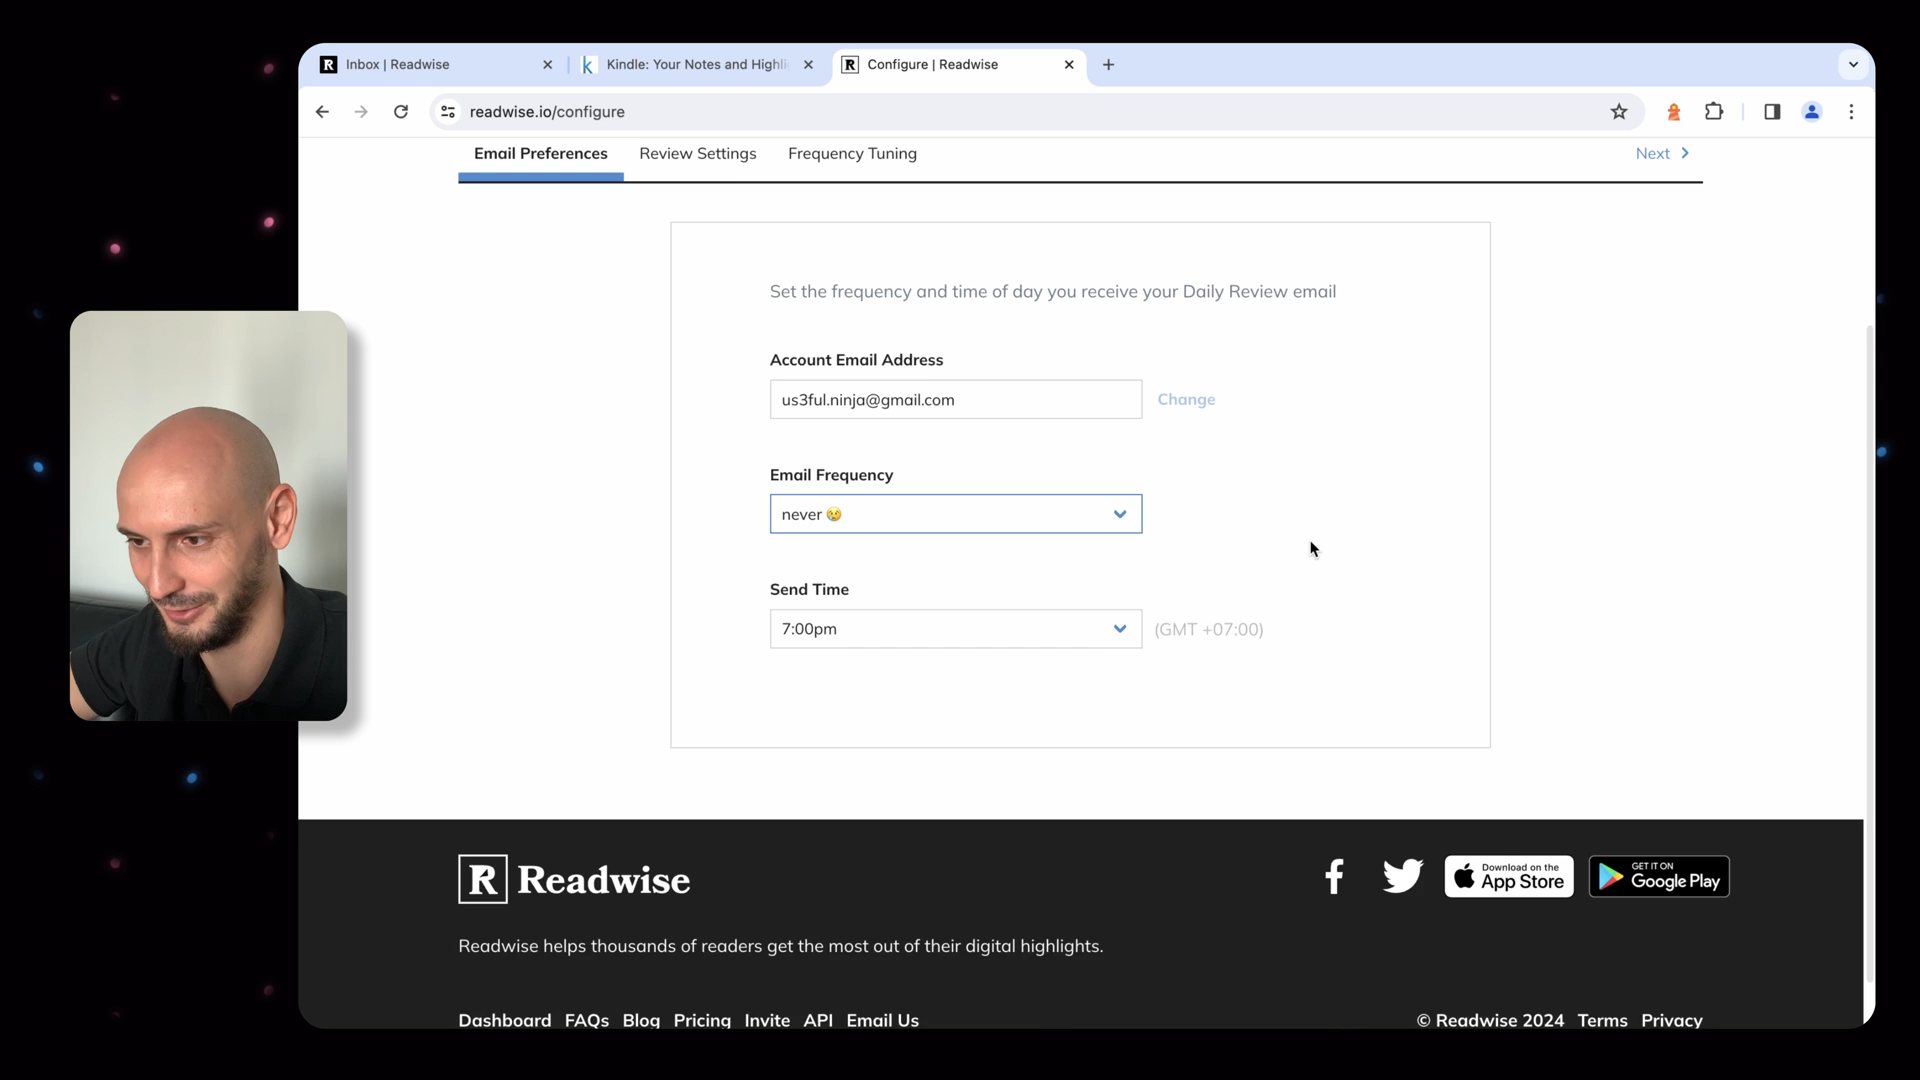 Inbox | Readwise
Kindle: Your Notes and Highli
Configure | Readwise
readwise.io/configure
Email Preferences
Review Settings
Frequency Tuning
Next
Set the frequency and time of day you receive your Daily Review email
Account Email Address
us3ful.ninja@gmail.com
Change
Email Frequency
never 😢
Send Time
7:00pm
(GMT +07:00)
R Readwise
Download on the
App Store
GET IT ON
Google Play
Readwise helps thousands of readers get the most out of their digital highlights.
Dashboard FAQs Blog Pricing Invite API Email Us
© Readwise 2024 Terms Privacy